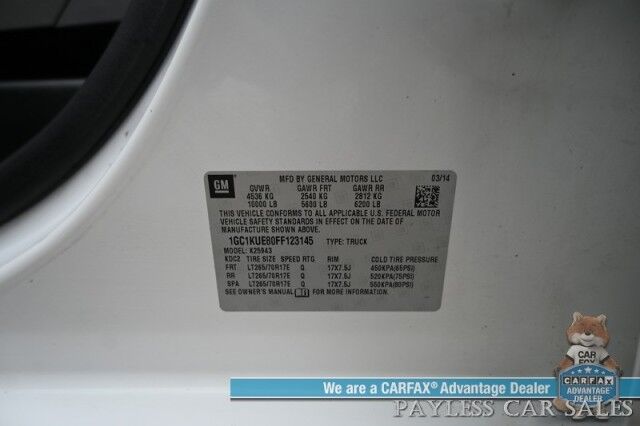 GM
MFD BY GENERAL MOTORS LLC 03/14
GVWR GAWR FRT GAWR RR
4536 KG 2540 KG 2812 KG
10000 LB 5600 LB 6200 LB
THIS VEHICLE CONFORMS TO ALL APPLICABLE U.S. FEDERAL MOTOR
VEHICLE SAFETY STANDARDS IN EFFECT ON THE DATE OF
MANUFACTURE SHOWN ABOVE.
1GC1KUE80FF123145 TYPE: TRUCK
MODEL: K25943
KDC2 TIRE SIZE SPEED RTG RIM COLD TIRE PRESSURE
FRT LT265/70R17E Q 17X7.5J 450KPA(65PSI)
RR LT265/70R17E Q 17X7.5J 520KPA(75PSI)
SPA LT265/70R17E Q 17X7.5J 550KPA(80PSI)
SEE OWNER'S MANUAL FOR MORE INFORMATION.
CAR
FOX
We are a CARFAX® Advantage Dealer
CARFAX
ADVANTAGE
DEALER
PAYLESS CAR SALES